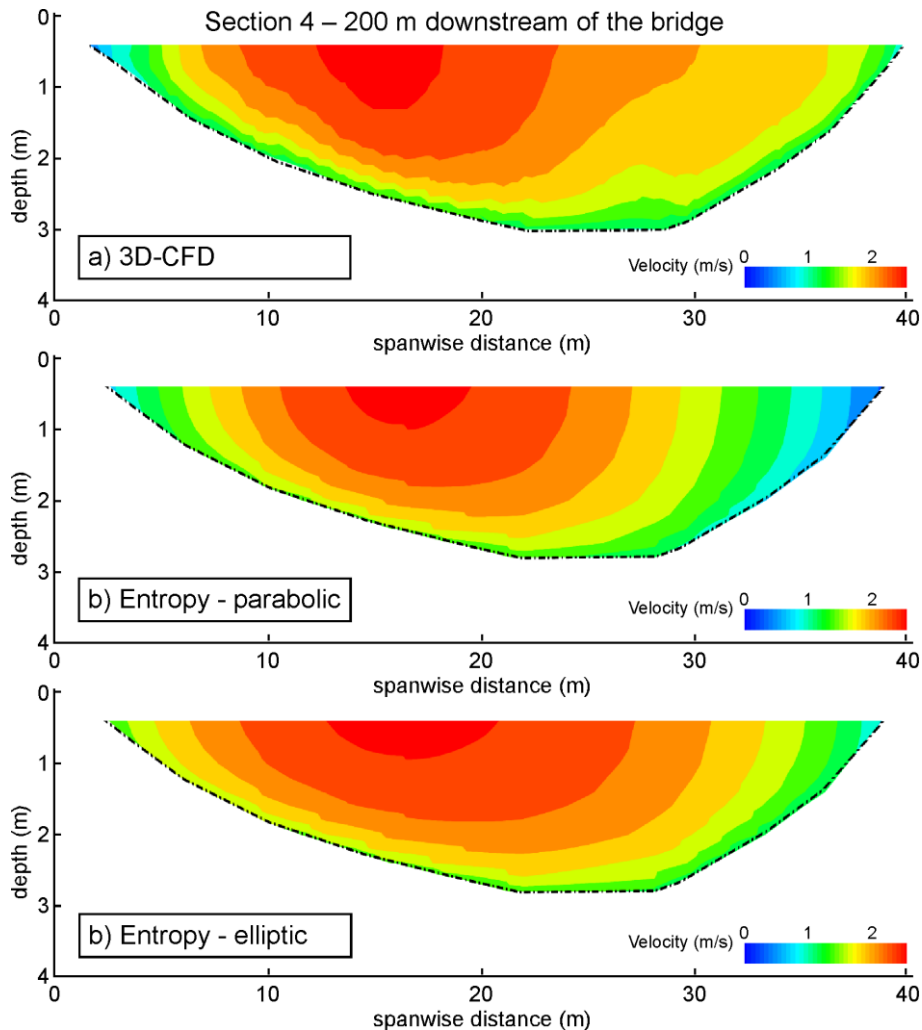 Section 4 – 200 m downstream of the bridge
0
1
2
3
4
depth (m)
a) 3D-CFD
Velocity (m/s) 0 1 2
0 10 20 30 40
spanwise distance (m)
0
1
2
3
4
depth (m)
b) Entropy - parabolic
Velocity (m/s) 0 1 2
0 10 20 30 40
spanwise distance (m)
0
1
2
3
4
depth (m)
b) Entropy - elliptic
Velocity (m/s) 0 1 2
0 10 20 30 40
spanwise distance (m)